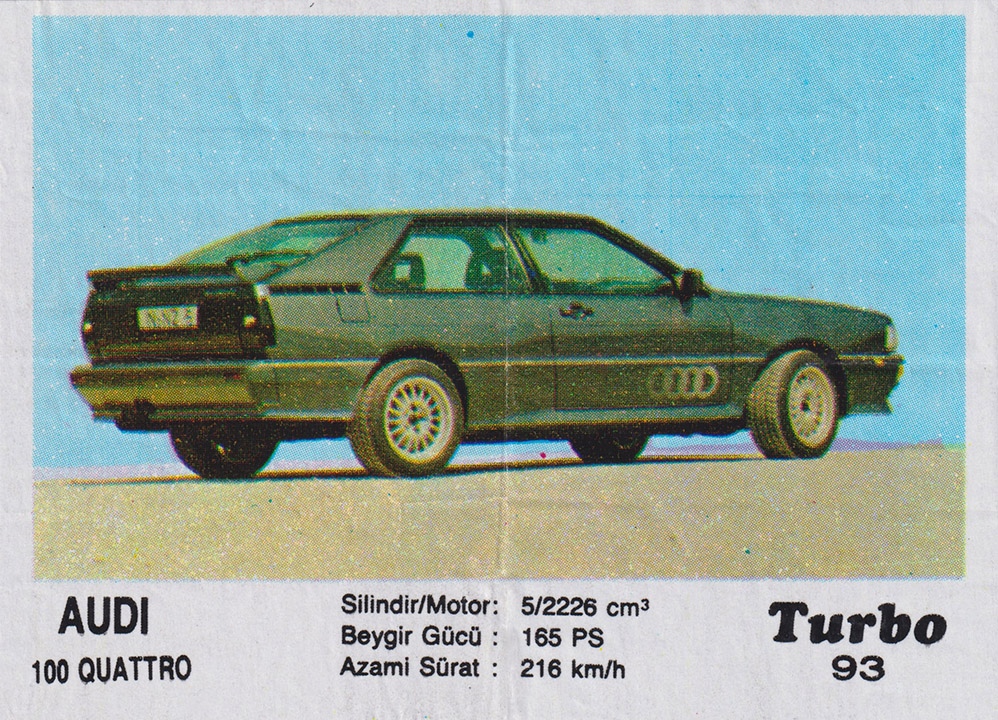 AUDI
100 QUATTRO
Silindir/Motor: 5/2226 cm³
Beygir Gücü : 165 PS
Azami Sürat : 216 km/h
Turbo
93